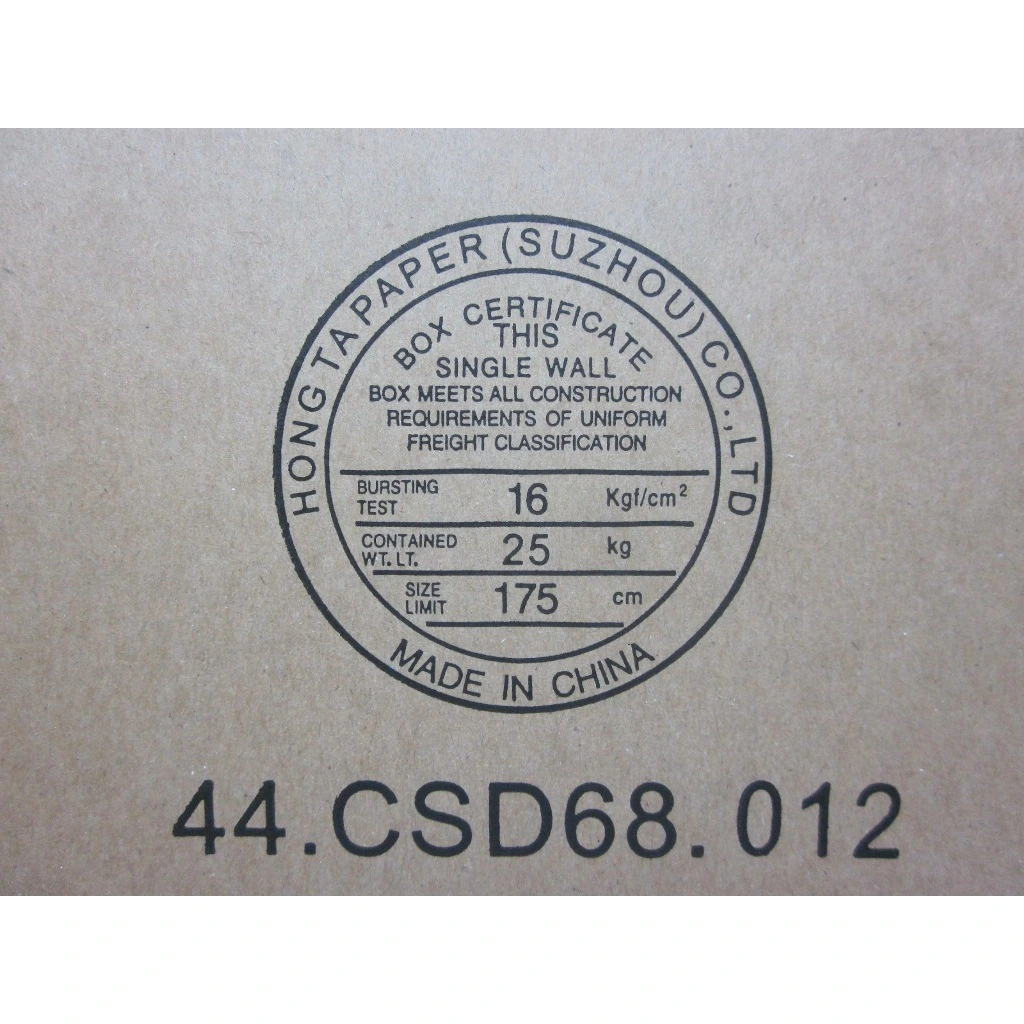 HONG TA PAPER (SUZHOU) CO.,LTD
BOX CERTIFICATE
THIS
SINGLE WALL
BOX MEETS ALL CONSTRUCTION
REQUIREMENTS OF UNIFORM
FREIGHT CLASSIFICATION
BURSTING TEST 16 Kgf/cm²
CONTAINED WT. LT. 25 kg
SIZE LIMIT 175 cm
MADE IN CHINA
44.CSD68.012